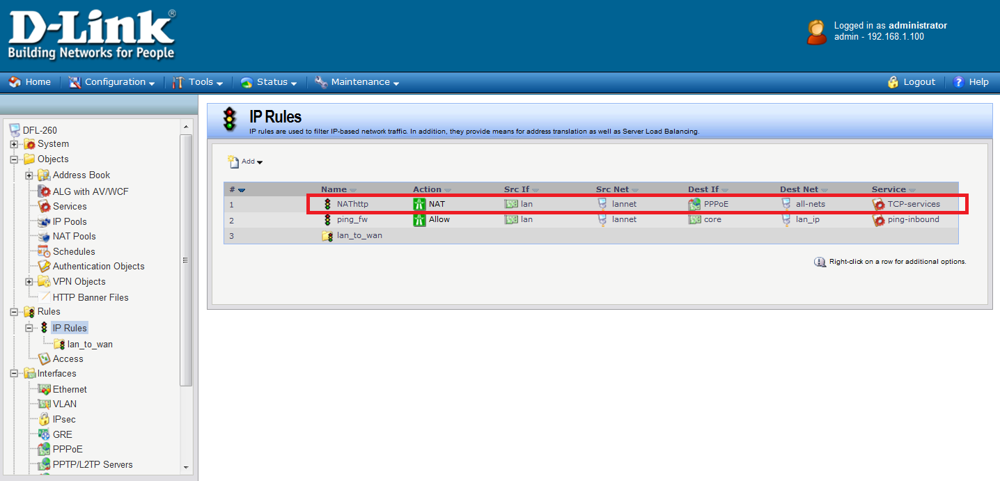 D-Link®
Building Networks for People
Logged in as administrator
admin - 192.168.1.100
Home Configuration Tools Status Maintenance Logout Help
DFL-260
System
Objects
Address Book
ALG with AV/WCF
Services
IP Pools
NAT Pools
Schedules
Authentication Objects
VPN Objects
HTTP Banner Files
Rules
IP Rules
lan_to_wan
Access
Interfaces
Ethernet
VLAN
IPsec
GRE
PPPoE
PPTP/L2TP Servers
IP Rules
IP rules are used to filter IP-based network traffic. In addition, they provide means for address translation as well as Server Load Balancing.
Add
# Name Action Src If Src Net Dest If Dest Net Service
1 NAThttp NAT lan lannet PPPoE all-nets TCP-services
2 ping_fw Allow lan lannet core lan_ip ping-inbound
3 lan_to_wan
Right-click on a row for additional options.